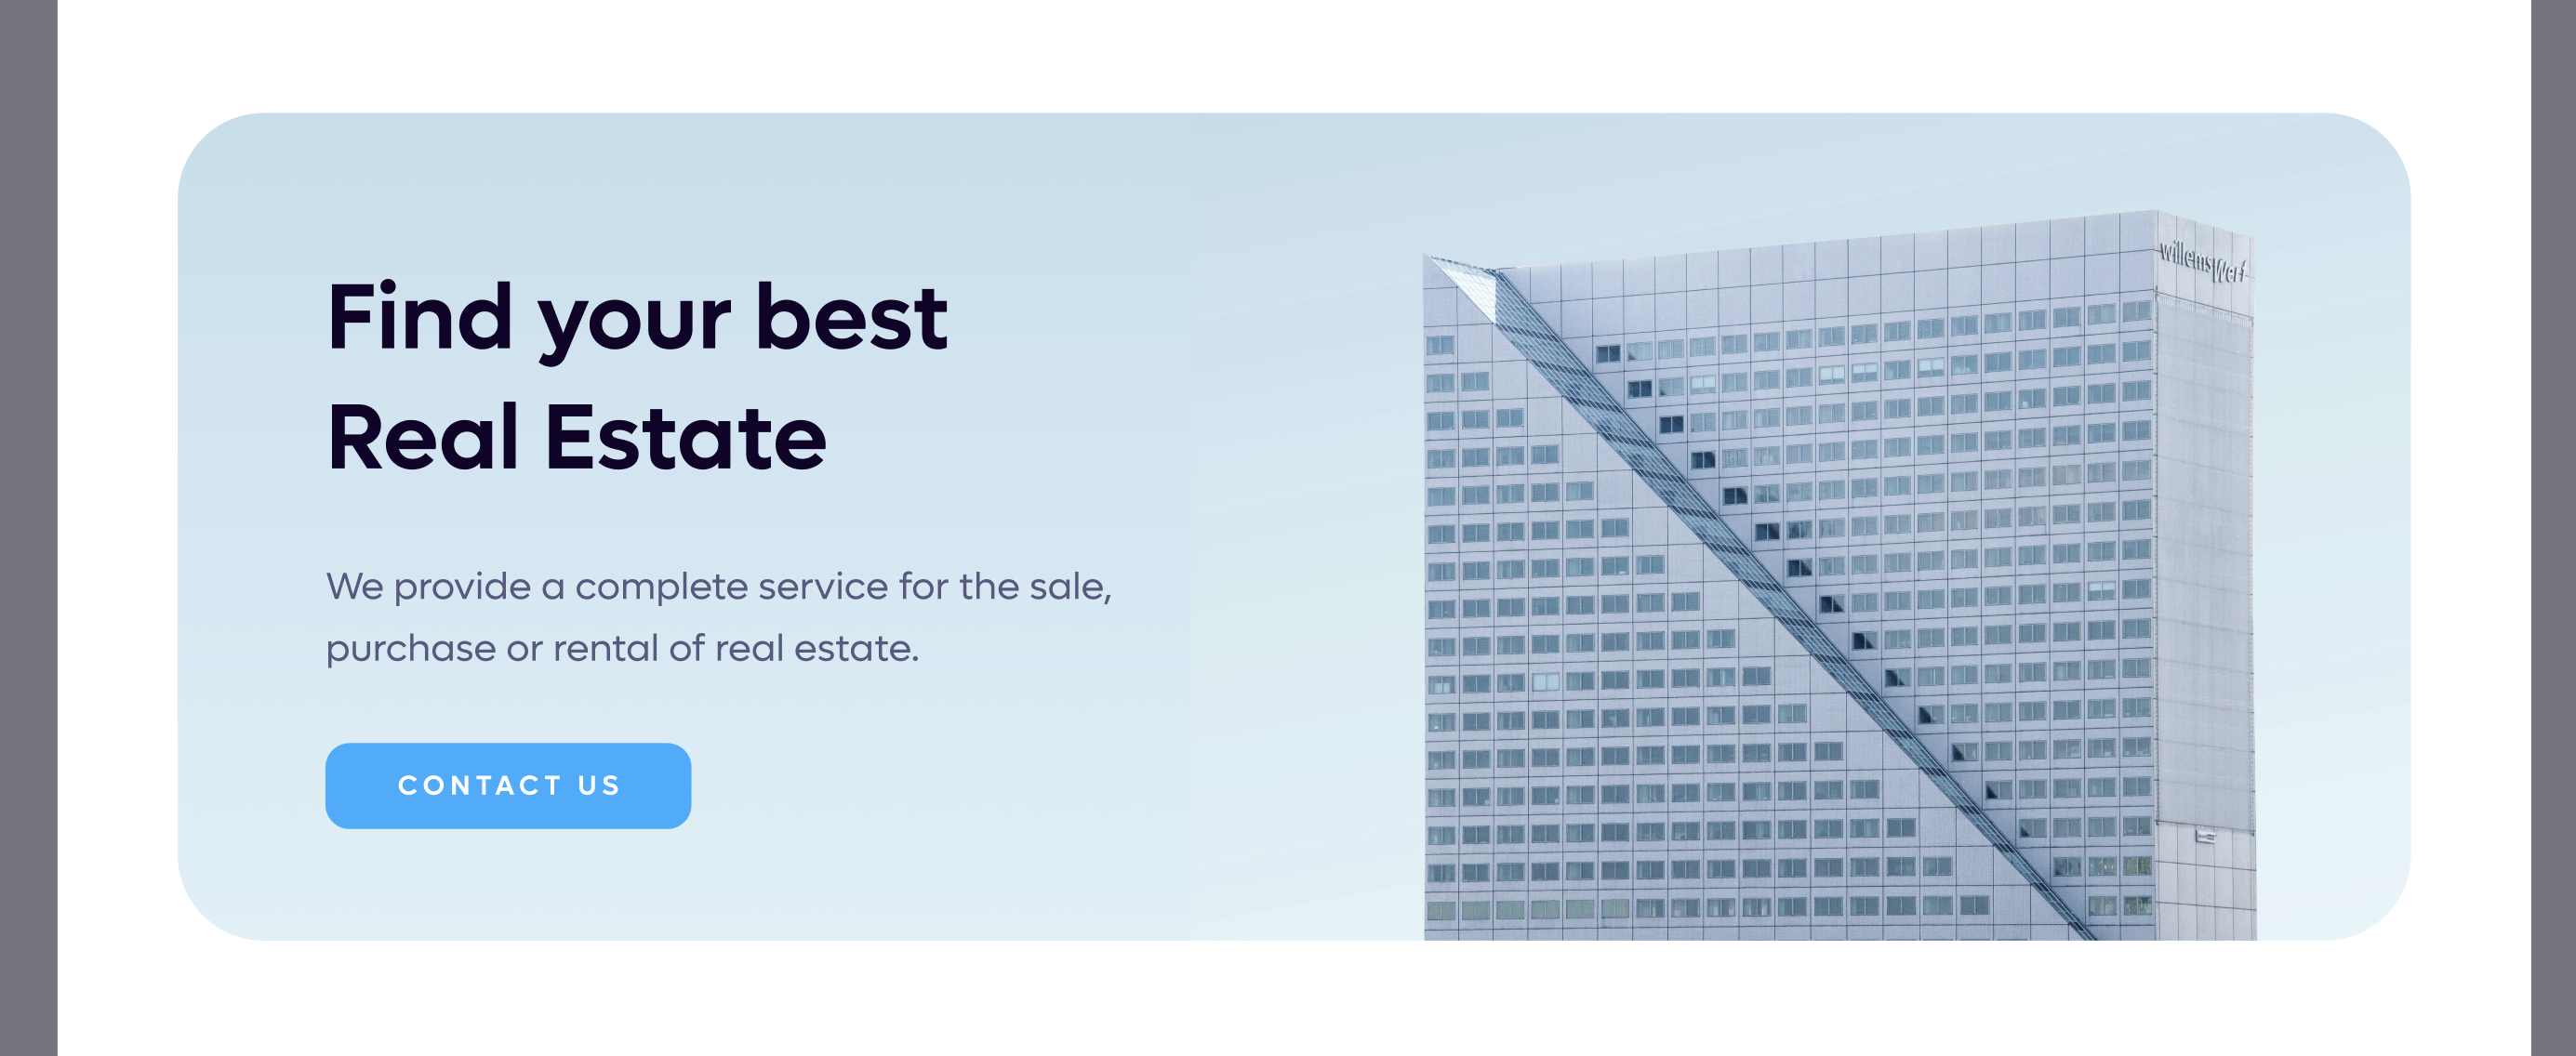 Find your best
Real Estate
We provide a complete service for the sale,
purchase or rental of real estate.
CONTACT US
willemswerf